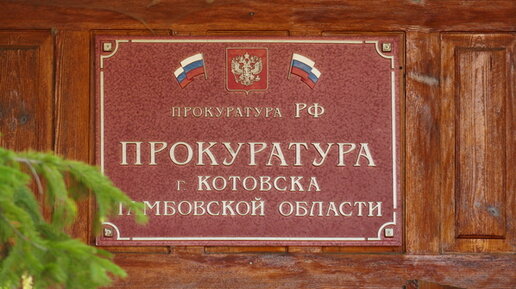 ПРОКУРАТУРА РФ
ПРОКУРАТУРА
Г. КОТОВСКА
ТАМБОВСКОЙ ОБЛАСТИ